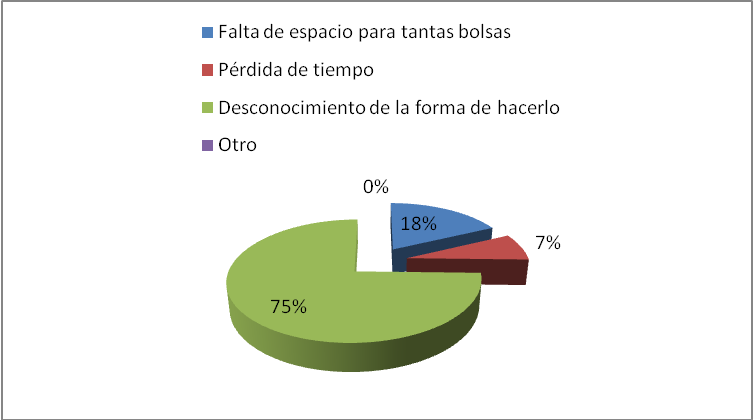 Falta de espacio para tantas bolsas
Pérdida de tiempo
Desconocimiento de la forma de hacerlo
Otro
0%
18%
7%
75%